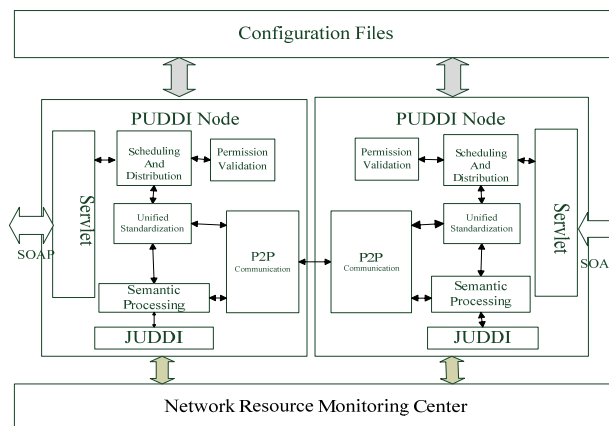 Configuration Files
PUDDI Node
Servlet
Scheduling
And
Distribution
Permission
Validation
Unified
Standardization
P2P
Communication
Semantic
Processing
JUDDI
SOAP
PUDDI Node
Permission
Validation
Scheduling
And
Distribution
Servlet
Unified
Standardization
P2P
Communication
Semantic
Processing
JUDDI
SOA
Network Resource Monitoring Center